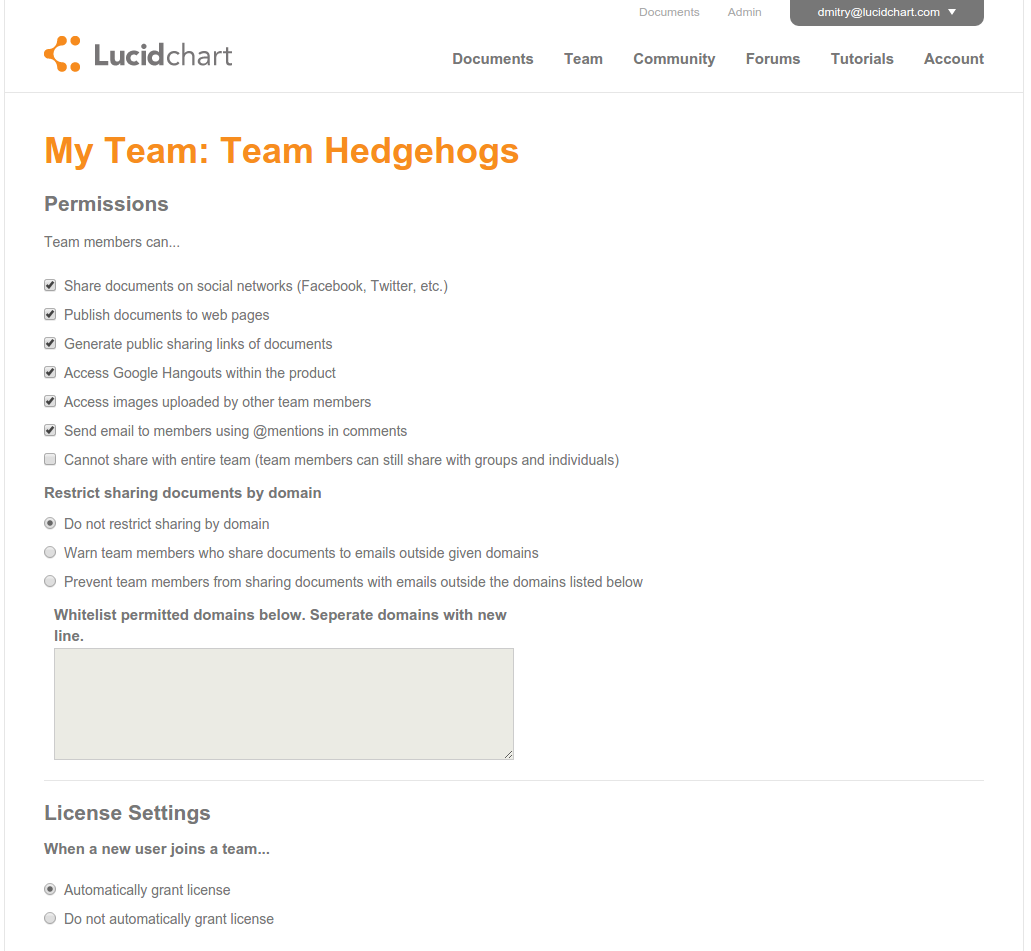 Documents Admin dmitry@lucidchart.com
Lucidchart
Documents Team Community Forums Tutorials Account
My Team: Team Hedgehogs
Permissions
Team members can...
Share documents on social networks (Facebook, Twitter, etc.)
Publish documents to web pages
Generate public sharing links of documents
Access Google Hangouts within the product
Access images uploaded by other team members
Send email to members using @mentions in comments
Cannot share with entire team (team members can still share with groups and individuals)
Restrict sharing documents by domain
Do not restrict sharing by domain
Warn team members who share documents to emails outside given domains
Prevent team members from sharing documents with emails outside the domains listed below
Whitelist permitted domains below. Seperate domains with new
line.
License Settings
When a new user joins a team...
Automatically grant license
Do not automatically grant license